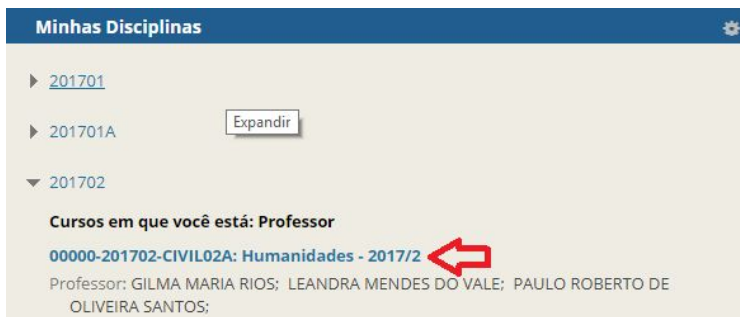 Minhas Disciplinas
201701
Expandir
201701A
201702
Cursos em que você está: Professor
00000-201702-CIVIL02A: Humanidades - 2017/2
Professor: GILMA MARIA RIOS; LEANDRA MENDES DO VALE; PAULO ROBERTO DE
OLIVEIRA SANTOS;